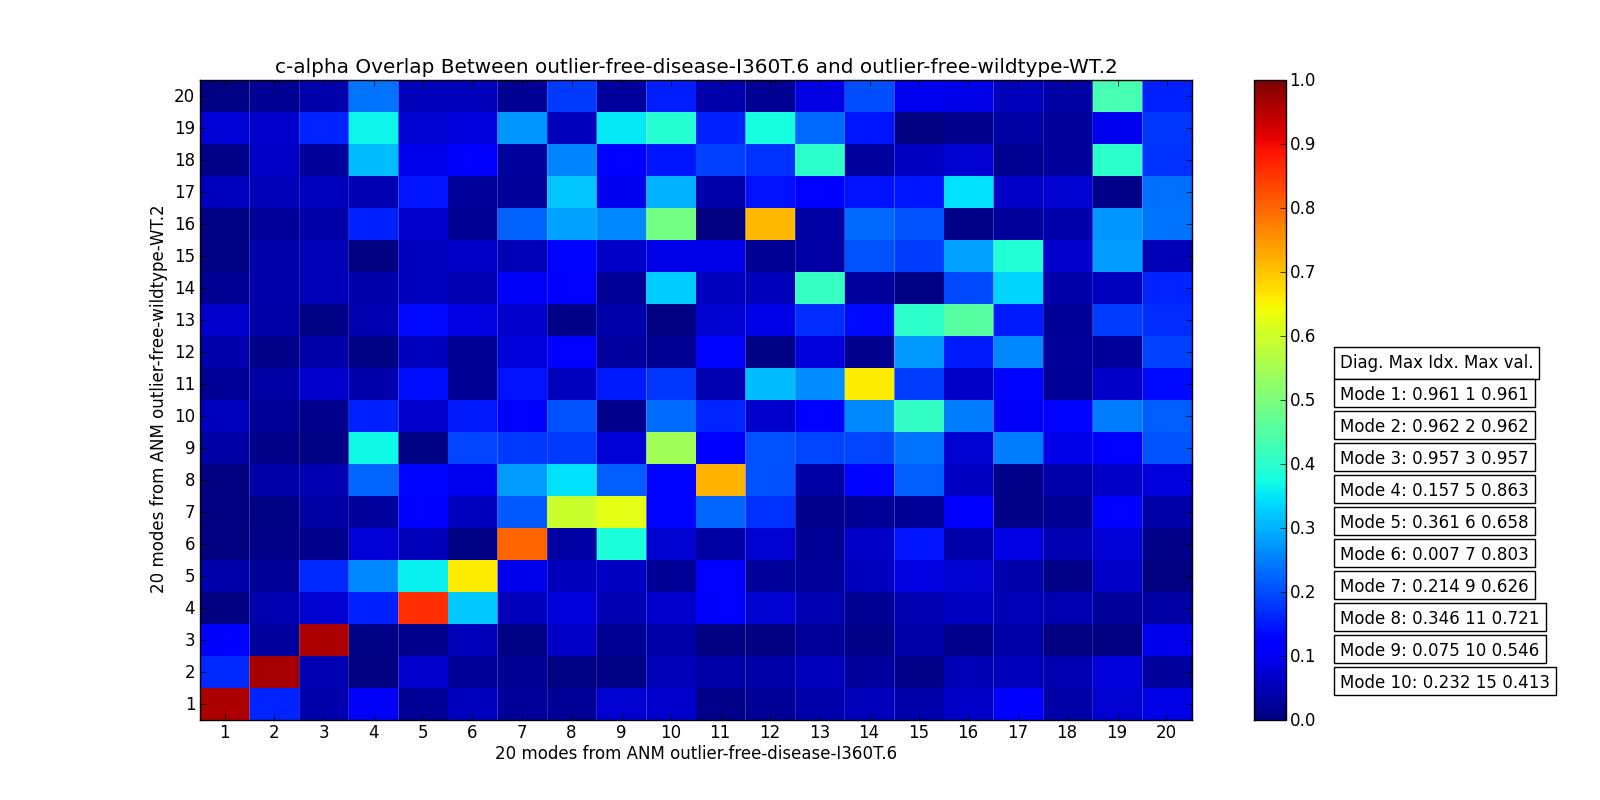 c-alpha Overlap Between outlier-free-disease-I360T.6 and outlier-free-wildtype-WT.2
20 modes from ANM outlier-free-wildtype-WT.2
20
19
18
17
16
15
14
13
12
11
10
9
8
7
6
5
4
3
2
1
1 2 3 4 5 6 7 8 9 10 11 12 13 14 15 16 17 18 19 20
20 modes from ANM outlier-free-disease-I360T.6
1.0
0.9
0.8
0.7
0.6
0.5
0.4
0.3
0.2
0.1
0.0
Diag. Max Idx. Max val.
Mode 1: 0.961 1 0.961
Mode 2: 0.962 2 0.962
Mode 3: 0.957 3 0.957
Mode 4: 0.157 5 0.863
Mode 5: 0.361 6 0.658
Mode 6: 0.007 7 0.803
Mode 7: 0.214 9 0.626
Mode 8: 0.346 11 0.721
Mode 9: 0.075 10 0.546
Mode 10: 0.232 15 0.413